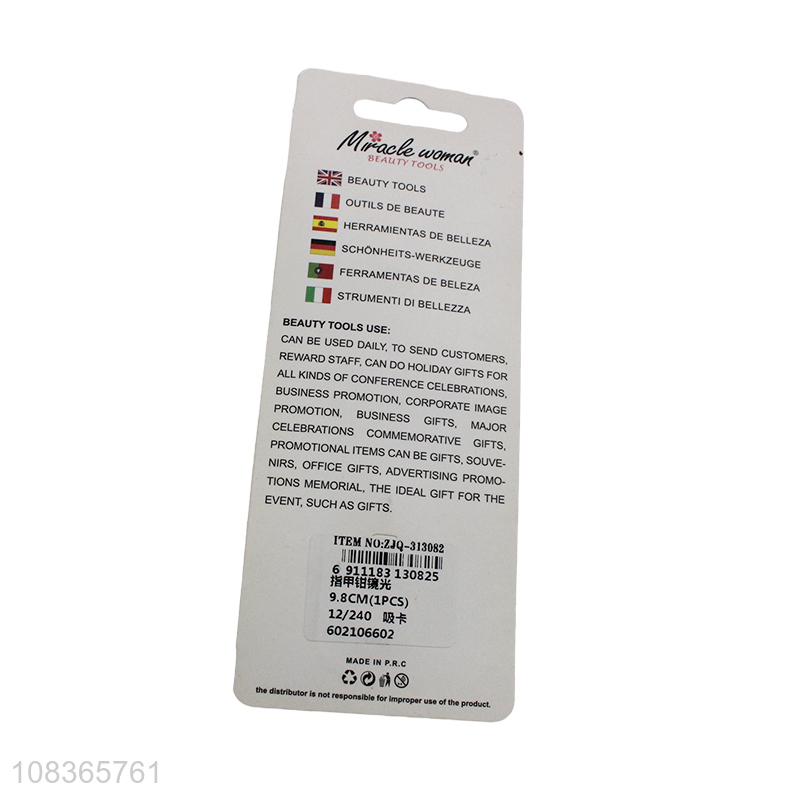 Miracle woman®
BEAUTY TOOLS
BEAUTY TOOLS
OUTILS DE BEAUTE
HERRAMIENTAS DE BELLEZA
SCHÖNHEITS-WERKZEUGE
FERRAMENTAS DE BELEZA
STRUMENTI DI BELLEZZA
BEAUTY TOOLS USE:
CAN BE USED DAILY, TO SEND CUSTOMERS,
REWARD STAFF, CAN DO HOLIDAY GIFTS FOR
ALL KINDS OF CONFERENCE CELEBRATIONS,
BUSINESS PROMOTION, CORPORATE IMAGE
PROMOTION, BUSINESS GIFTS, MAJOR
CELEBRATIONS COMMEMORATIVE GIFTS,
PROMOTIONAL ITEMS CAN BE GIFTS, SOUVE-
NIRS, OFFICE GIFTS, ADVERTISING PROMO-
TIONS MEMORIAL, THE IDEAL GIFT FOR THE
EVENT, SUCH AS GIFTS.
ITEM NO:ZJQ-313082
6 911183 130825
指甲钳镜光
9.8CM(1PCS)
12/240 吸卡
602106602
MADE IN P.R.C
the distributor is not responsible for improper use of the product.
108365761